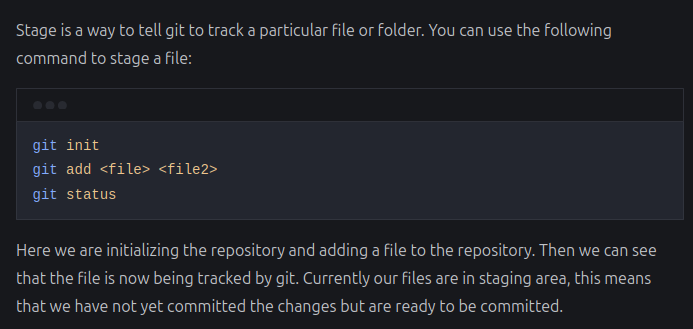 Stage is a way to tell git to track a particular file or folder. You can use the following
command to stage a file:
git init
git add <file> <file2>
git status
Here we are initializing the repository and adding a file to the repository. Then we can see
that the file is now being tracked by git. Currently our files are in staging area, this means
that we have not yet committed the changes but are ready to be committed.